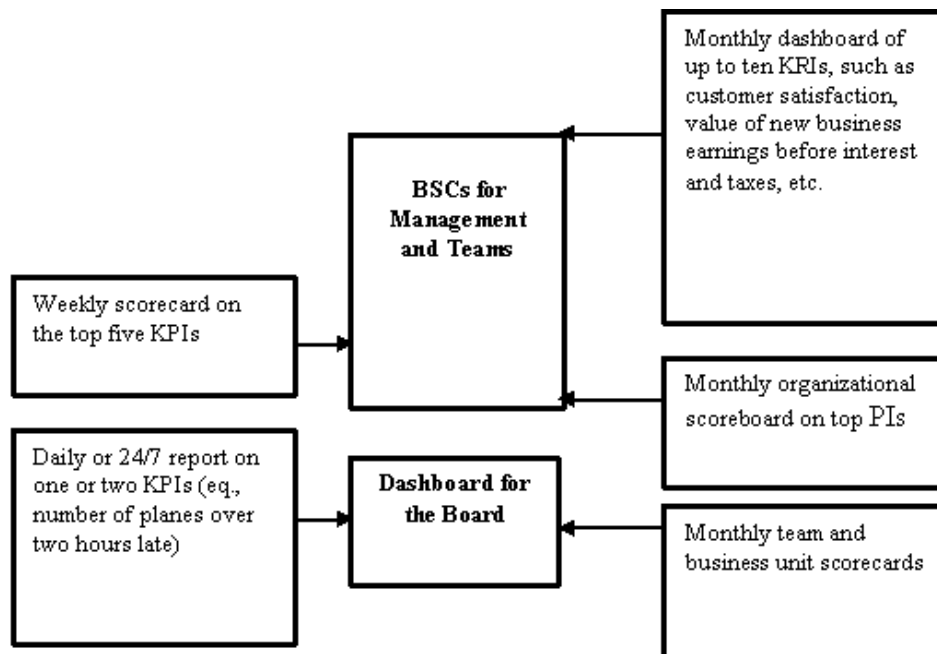 Monthly dashboard of
up to ten KRIs, such as
customer satisfaction,
value of new business
earnings before interest
and taxes, etc.
BSCs for
Management
and Teams
Weekly scorecard on
the top five KPIs
Monthly organizational
scoreboard on top PIs
Daily or 24/7 report on
one or two KPIs (eq.,
number of planes over
two hours late)
Dashboard for
the Board
Monthly team and
business unit scorecards